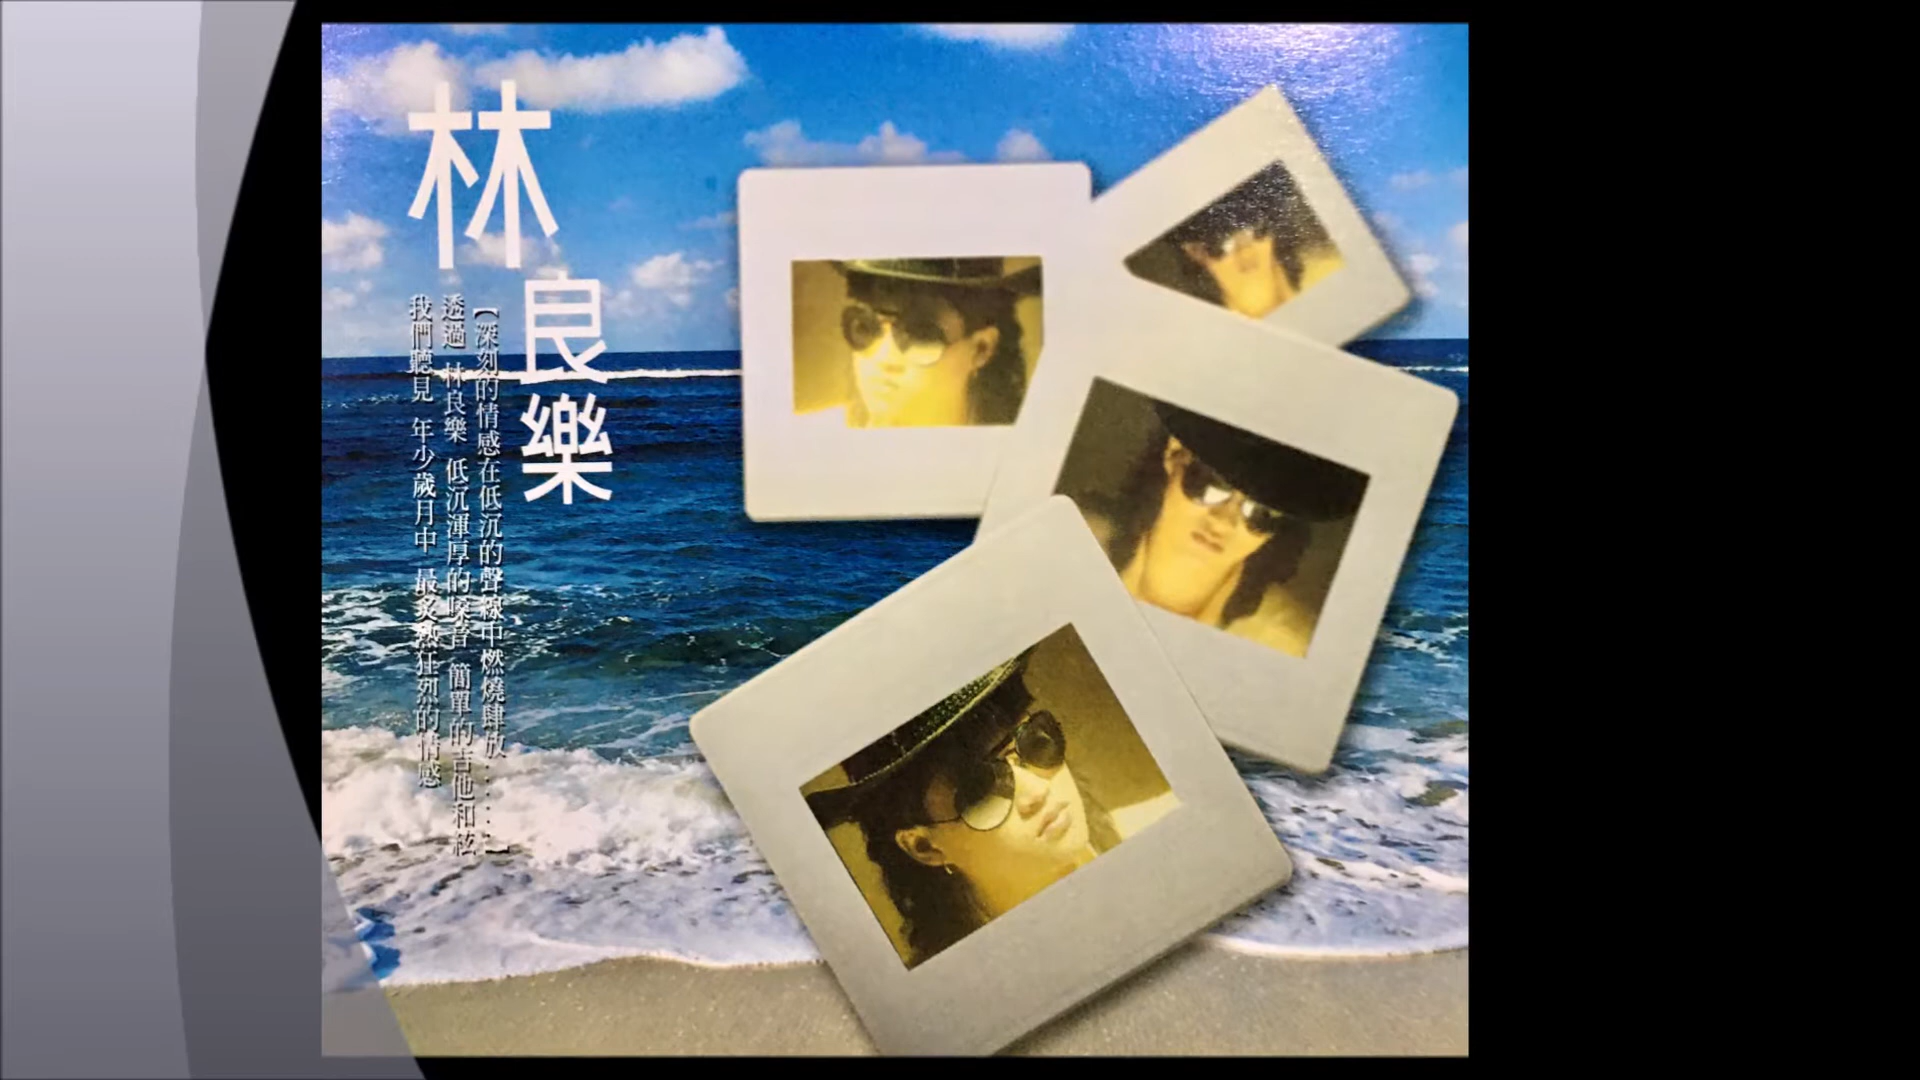 林良樂
【深刻的情感在低沉的聲線中燃燒肆放……】
透過 林良樂 低沉渾厚的嗓音 簡單的吉他和絃
我們聽見 年少歲月中 最炙熱狂烈的情感